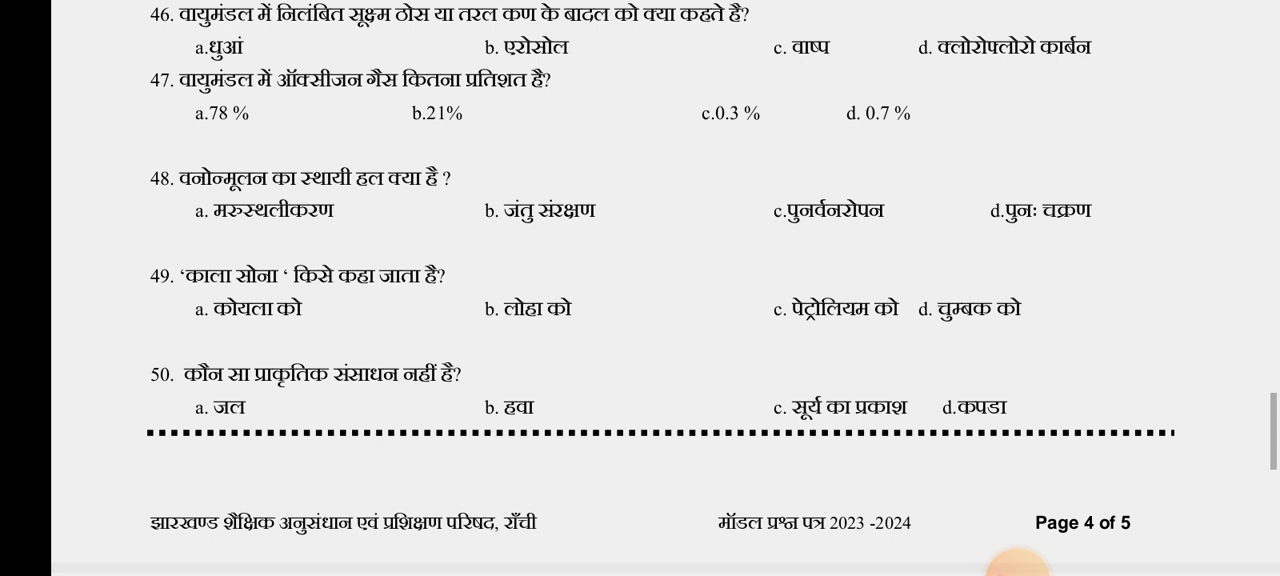 46. वायुमंडल में निलंबित सूक्ष्म ठोस या तरल कण के बादल को क्या कहते है?
a.धुआं b. एरोसोल c. वाष्प d. क्लोरोफ्लोरो कार्बन
47. वायुमंडल में ऑक्सीजन गैस कितना प्रतिशत है?
a.78 % b.21% c.0.3 % d. 0.7 %
48. वनोन्मूलन का स्थायी हल क्या है ?
a. मरुस्थलीकरण b. जंतु संरक्षण c.पुनर्वनरोपन d.पुनः चक्रण
49. ‘काला सोना ‘ किसे कहा जाता है?
a. कोयला को b. लोहा को c. पेट्रोलियम को d. चुम्बक को
50. कौन सा प्राकृतिक संसाधन नहीं है?
a. जल b. हवा c. सूर्य का प्रकाश d.कपडा
झारखण्ड शैक्षिक अनुसंधान एवं प्रशिक्षण परिषद, राँची मॉडल प्रश्न पत्र 2023 -2024 Page 4 of 5